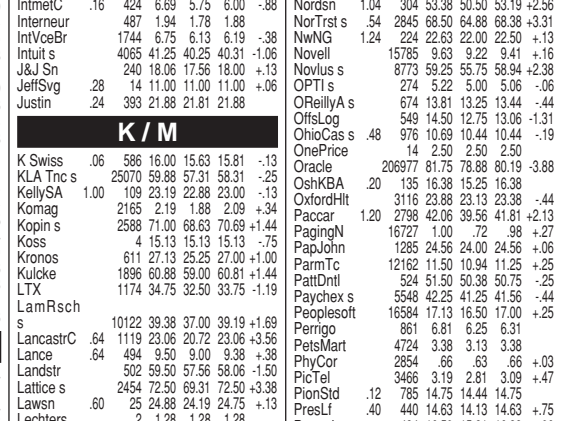 IntmetC .16 424 6.69 5.75 6.00 -.88
Interneur 487 1.94 1.78 1.88
IntVceBr 1744 6.75 6.13 6.19 -.38
Intuit s 4065 41.25 40.25 40.31 -1.06
J&J Sn 240 18.06 17.56 18.00 +.13
JeffSvg .28 14 11.00 11.00 11.00 +.06
Justin .24 393 21.88 21.81 21.88
K / M
K Swiss .06 586 16.00 15.63 15.81 -.13
KLA Tnc s 25070 59.88 57.31 58.31 -.25
KellySA 1.00 109 23.19 22.88 23.00 -.13
Komag 2165 2.19 1.88 2.09 +.34
Kopin s 2588 71.00 68.63 70.69 +1.44
Koss 4 15.13 15.13 15.13 -.75
Kronos 611 27.13 25.25 27.00 +1.00
Kulcke 1896 60.88 59.00 60.81 +1.44
LTX 1174 34.75 32.50 33.75 -1.19
LamRsch
s 10122 39.38 37.00 39.19 +1.69
LancastrC .64 1119 23.06 20.72 23.06 +3.56
Lance .64 494 9.50 9.00 9.38 +.38
Landstr 502 59.50 57.56 58.06 -1.50
Lattice s 2454 72.50 69.31 72.50 +3.38
Lawsn .60 25 24.88 24.19 24.75 +.13
Lechters 2 1.28 1.28 1.28
Nordsn 1.04 304 53.38 50.50 53.19 +2.56
NorTrst s .54 2845 68.50 64.88 68.38 +3.31
NwNG 1.24 224 22.63 22.00 22.50 +.13
Novell 15785 9.63 9.22 9.41 +.16
Novlus s 8773 59.25 55.75 58.94 +2.38
OPTI s 274 5.22 5.00 5.06 -.06
OReillyA s 674 13.81 13.25 13.44 -.44
OffsLog 549 14.50 12.75 13.06 -1.31
OhioCas s .48 976 10.69 10.44 10.44 -.19
OnePrice 14 2.50 2.50 2.50
Oracle 206977 81.75 78.88 80.19 -3.88
OshKBA .20 135 16.38 15.25 16.38
OxfordHlt 3116 23.88 23.13 23.38 -.44
Paccar 1.20 2798 42.06 39.56 41.81 +2.13
PagingN 16727 1.00 .72 .98 +.27
PapJohn 1285 24.56 24.00 24.56 +.06
ParmTc 12162 11.50 10.94 11.25 +.25
PattDntl 524 51.50 50.38 50.75 -.25
Paychex s 5548 42.25 41.25 41.56 -.44
Peoplesoft 16584 17.13 16.50 17.00 +.25
Perrigo 861 6.81 6.25 6.31
PetsMart 4724 3.38 3.13 3.38
PhyCor 2854 .66 .63 .66 +.03
PicTel 3466 3.19 2.81 3.09 +.47
PionStd .12 785 14.75 14.44 14.75
PresLf .40 440 14.63 14.13 14.63 +.75